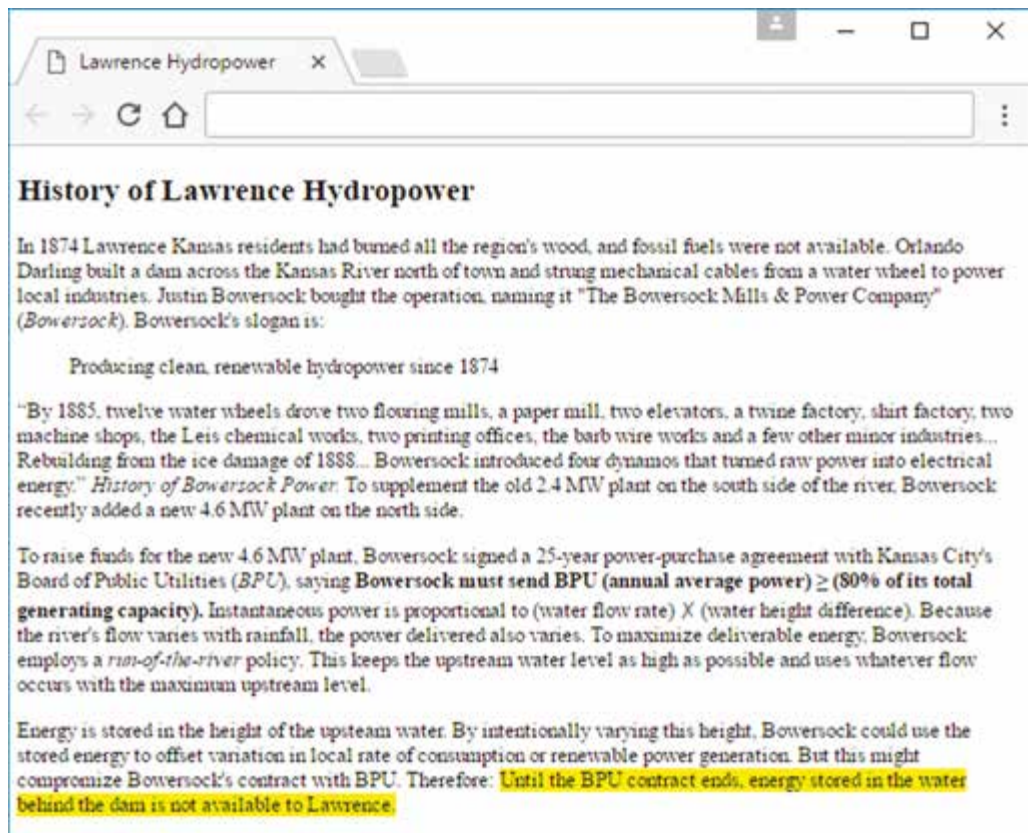 Lawrence Hydropower
History of Lawrence Hydropower
In 1874 Lawrence Kansas residents had burned all the region's wood, and fossil fuels were not available. Orlando
Darling built a dam across the Kansas River north of town and strung mechanical cables from a water wheel to power
local industries. Justin Bowersock bought the operation, naming it "The Bowersock Mills & Power Company"
(Bowersock). Bowersock's slogan is:
Producing clean, renewable hydropower since 1874
“By 1885, twelve water wheels drove two flouring mills, a paper mill, two elevators, a twine factory, shirt factory, two
machine shops, the Leis chemical works, two printing offices, the barb wire works and a few other minor industries...
Rebuilding from the ice damage of 1888... Bowersock introduced four dynamos that turned raw power into electrical
energy.” History of Bowersock Power. To supplement the old 2.4 MW plant on the south side of the river, Bowersock
recently added a new 4.6 MW plant on the north side.
To raise funds for the new 4.6 MW plant, Bowersock signed a 25-year power-purchase agreement with Kansas City's
Board of Public Utilities (BPU), saying Bowersock must send BPU (annual average power) ≥ (80% of its total
generating capacity). Instantaneous power is proportional to (water flow rate) X (water height difference). Because
the river's flow varies with rainfall, the power delivered also varies. To maximize deliverable energy, Bowersock
employs a run-of-the-river policy. This keeps the upstream water level as high as possible and uses whatever flow
occurs with the maximum upstream level.
Energy is stored in the height of the upsteam water. By intentionally varying this height, Bowersock could use the
stored energy to offset variation in local rate of consumption or renewable power generation. But this might
compromize Bowersock's contract with BPU. Therefore: Until the BPU contract ends, energy stored in the water
behind the dam is not available to Lawrence.